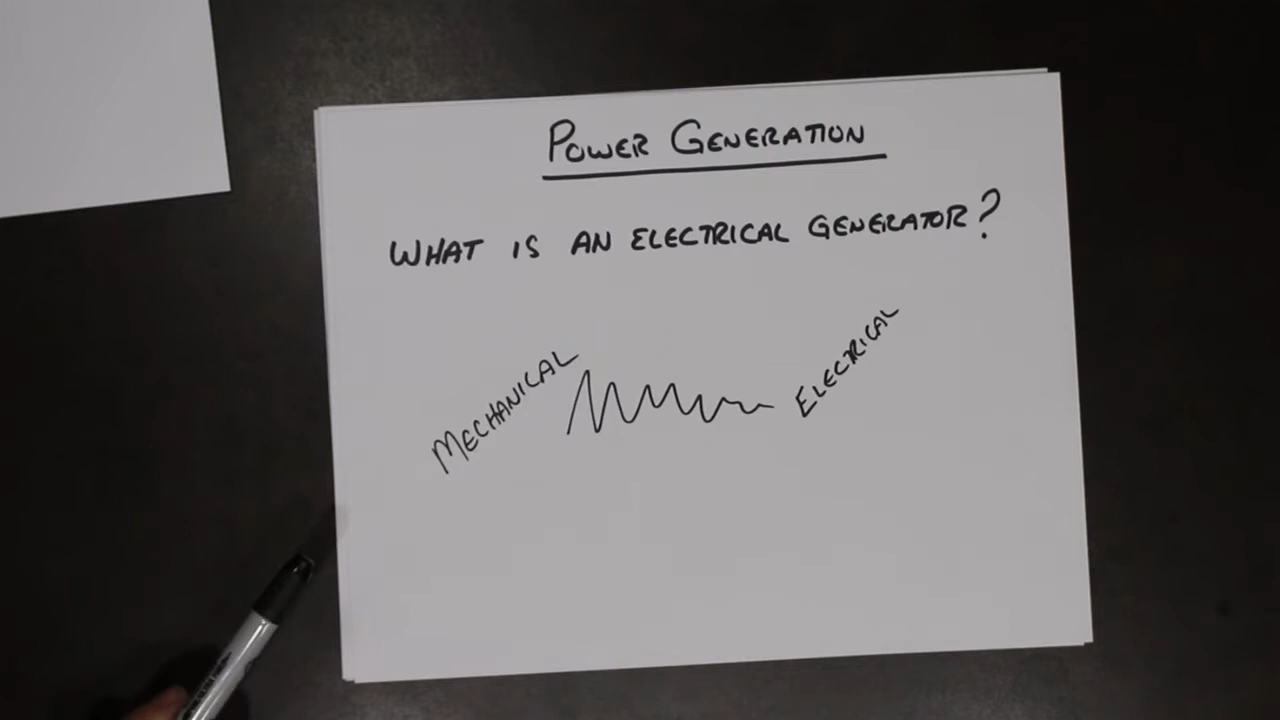 POWER GENERATION
WHAT IS AN ELECTRICAL GENERATOR?
MECHANICAL
ELECTRICAL